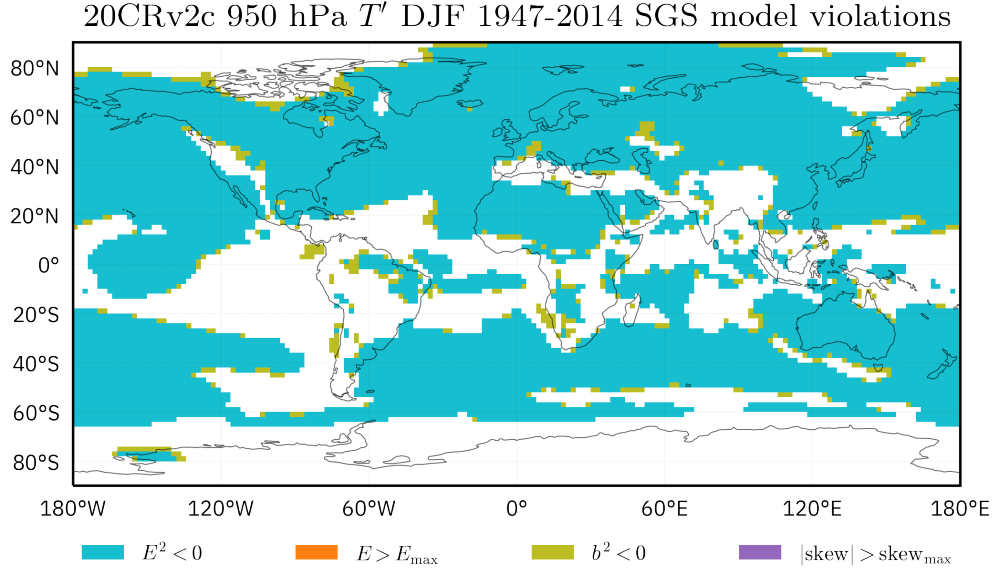 20CRv2c 950 hPa T′ DJF 1947-2014 SGS model violations
80°N
60°N
40°N
20°N
0°
20°S
40°S
60°S
80°S
180°W 120°W 60°W 0° 60°E 120°E 180°E
E² < 0 E > E_max b² < 0 |skew| > skew_max